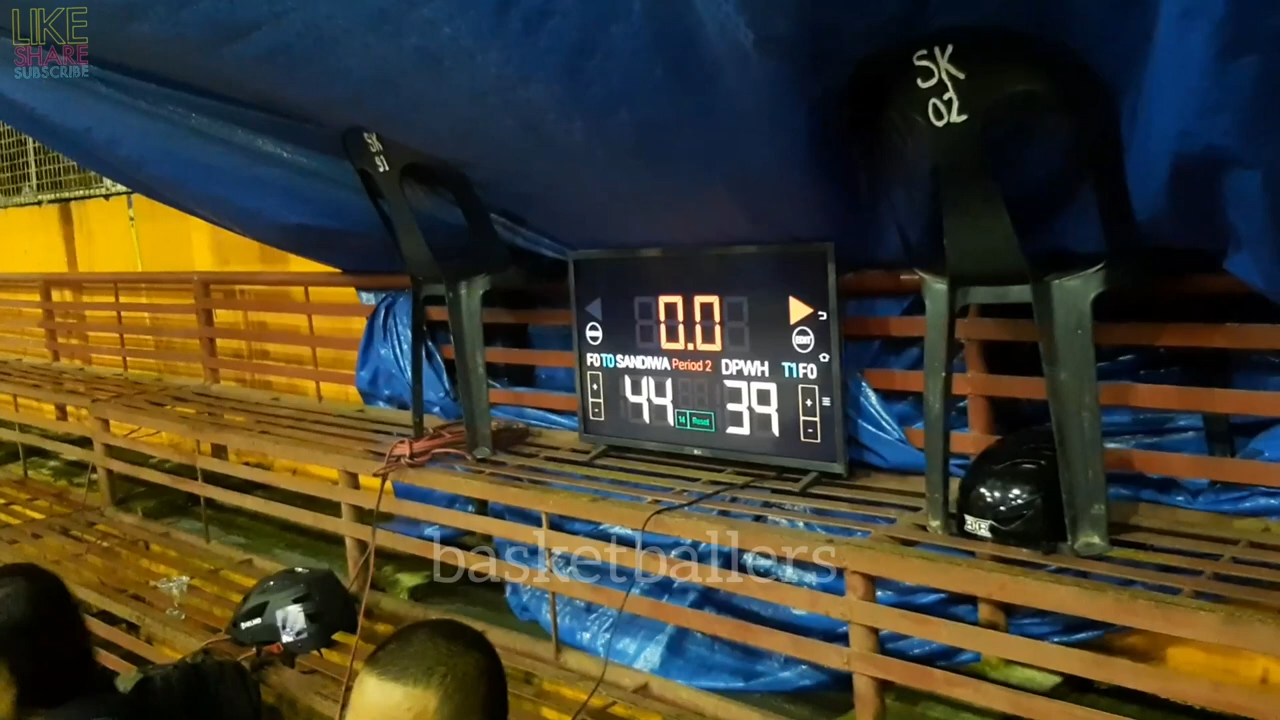 LIKE
SHARE
SUBSCRIBE
SK
02
SK
51
0.0
EDIT
F0 T0 SANDIWA Period 2 DPWH T1 F0
+ 44 39 +
- 14 Reset -
basketballers